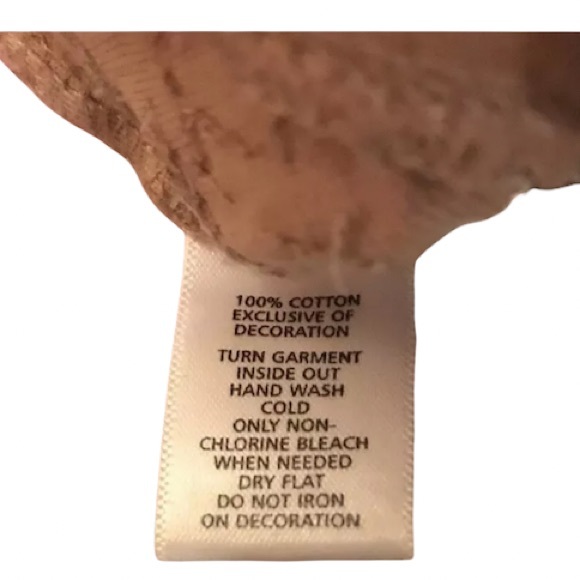 100% COTTON
EXCLUSIVE OF
DECORATION
TURN GARMENT
INSIDE OUT
HAND WASH
COLD
ONLY NON-
CHLORINE BLEACH
WHEN NEEDED
DRY FLAT
DO NOT IRON
ON DECORATION